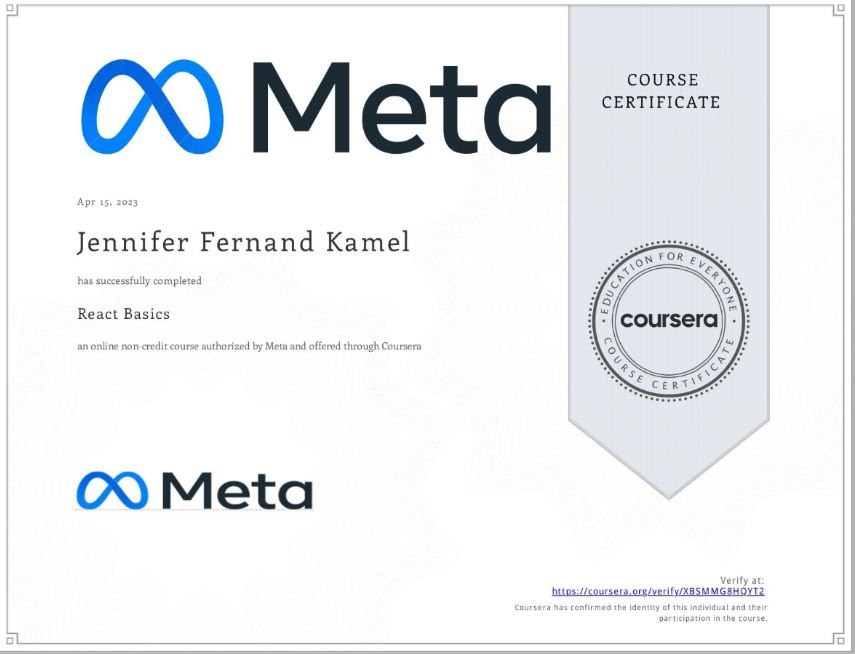 Meta
COURSE
CERTIFICATE
Apr 15, 2023
Jennifer Fernand Kamel
has successfully completed
React Basics
an online non-credit course authorized by Meta and offered through Coursera
EDUCATION FOR EVERYONE
coursera
COURSE CERTIFICATE
Meta
Verify at:
https://coursera.org/verify/XBSMMG8HQYT2
Coursera has confirmed the identity of this individual and their
participation in the course.